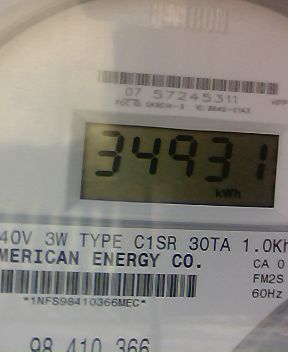 07 57245311
34931
kWh
40V 3W TYPE C1SR 30TA 1.0Kh
MERICAN ENERGY CO.
CA 0
FM2S
60Hz
*1NFS98410366MEC*
98 410 366